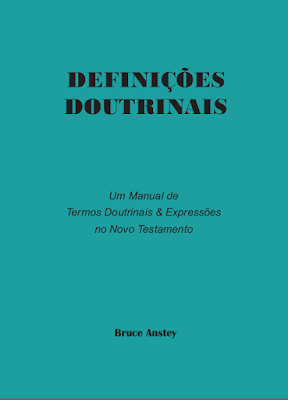 DEFINIÇÕES
DOUTRINAIS
Um Manual de
Termos Doutrinais & Expressões
no Novo Testamento
Bruce Anstey